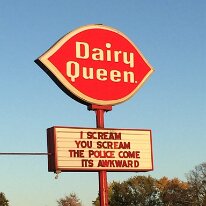 Dairy
Queen
I SCREAM
YOU SCREAM
THE POLICE COME
ITS AWKWARD